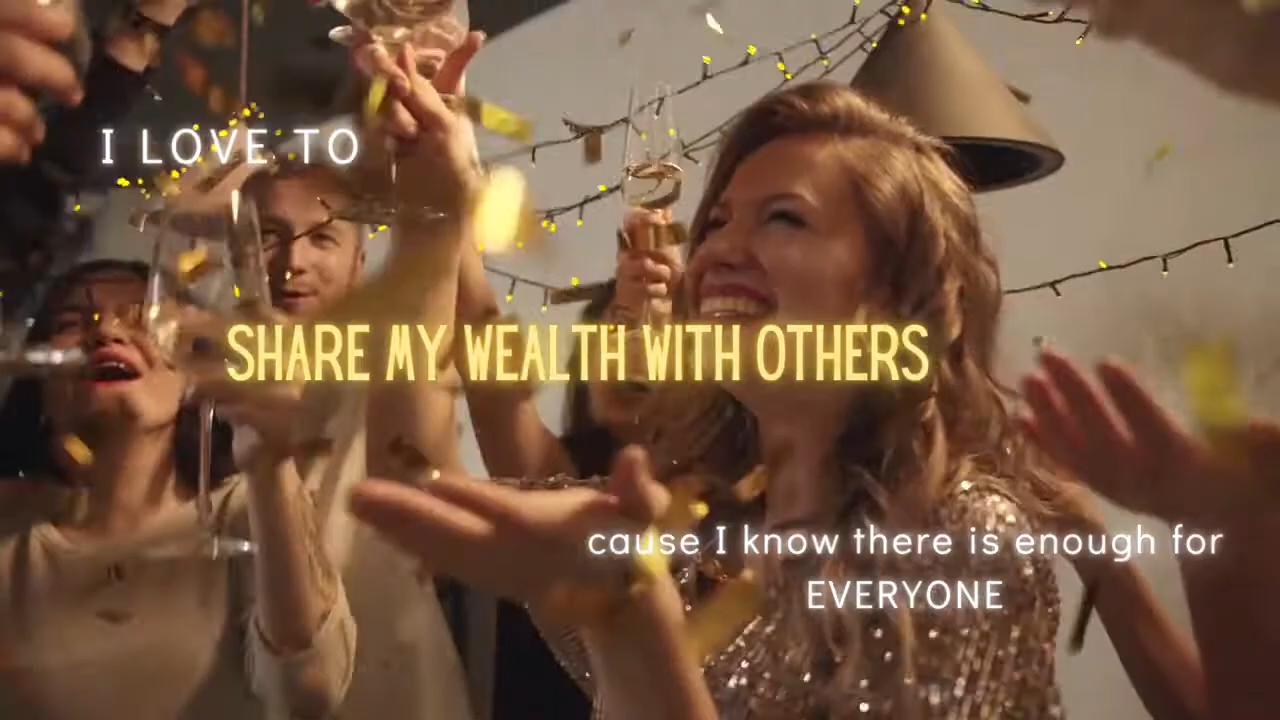 I LOVE TO
SHARE MY WEALTH WITH OTHERS
cause I know there is enough for
EVERYONE